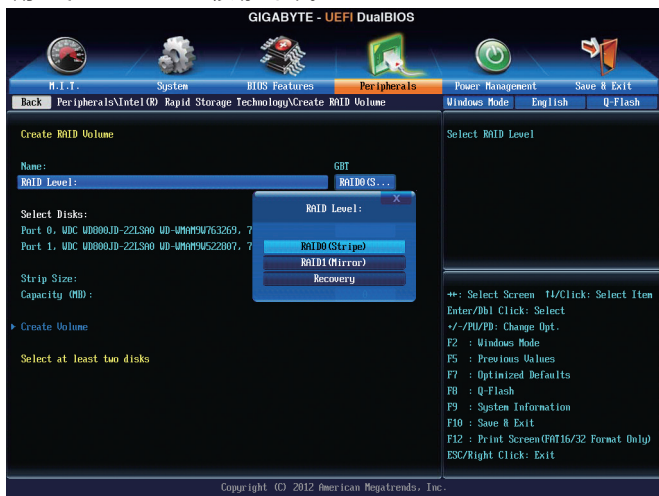 GIGABYTE - UEFI DualBIOS
M.I.T.
System
BIOS Features
Peripherals
Power Management
Save & Exit
Back Peripherals\Intel(R) Rapid Storage Technology\Create RAID Volume
Windows Mode English Q-Flash
Create RAID Volume
Name: GBT
RAID Level: RAID0(S...
Select Disks:
Port 0, WDC WD800JD-22LSA0 WD-WMAM9W763269, 7
Port 1, WDC WD800JD-22LSA0 WD-WMAM9W522807, 7
Strip Size:
Capacity (MB):
Create Volume
Select at least two disks
X
RAID Level:
RAID0(Stripe)
RAID1(Mirror)
Recovery
Select RAID Level
→←: Select Screen ↑↓/Click: Select Item
Enter/Dbl Click: Select
+/-/PU/PD: Change Opt.
F2 : Windows Mode
F5 : Previous Values
F7 : Optimized Defaults
F8 : Q-Flash
F9 : System Information
F10 : Save & Exit
F12 : Print Screen(FAT16/32 Format Only)
ESC/Right Click: Exit
Copyright (C) 2012 American Megatrends, Inc.